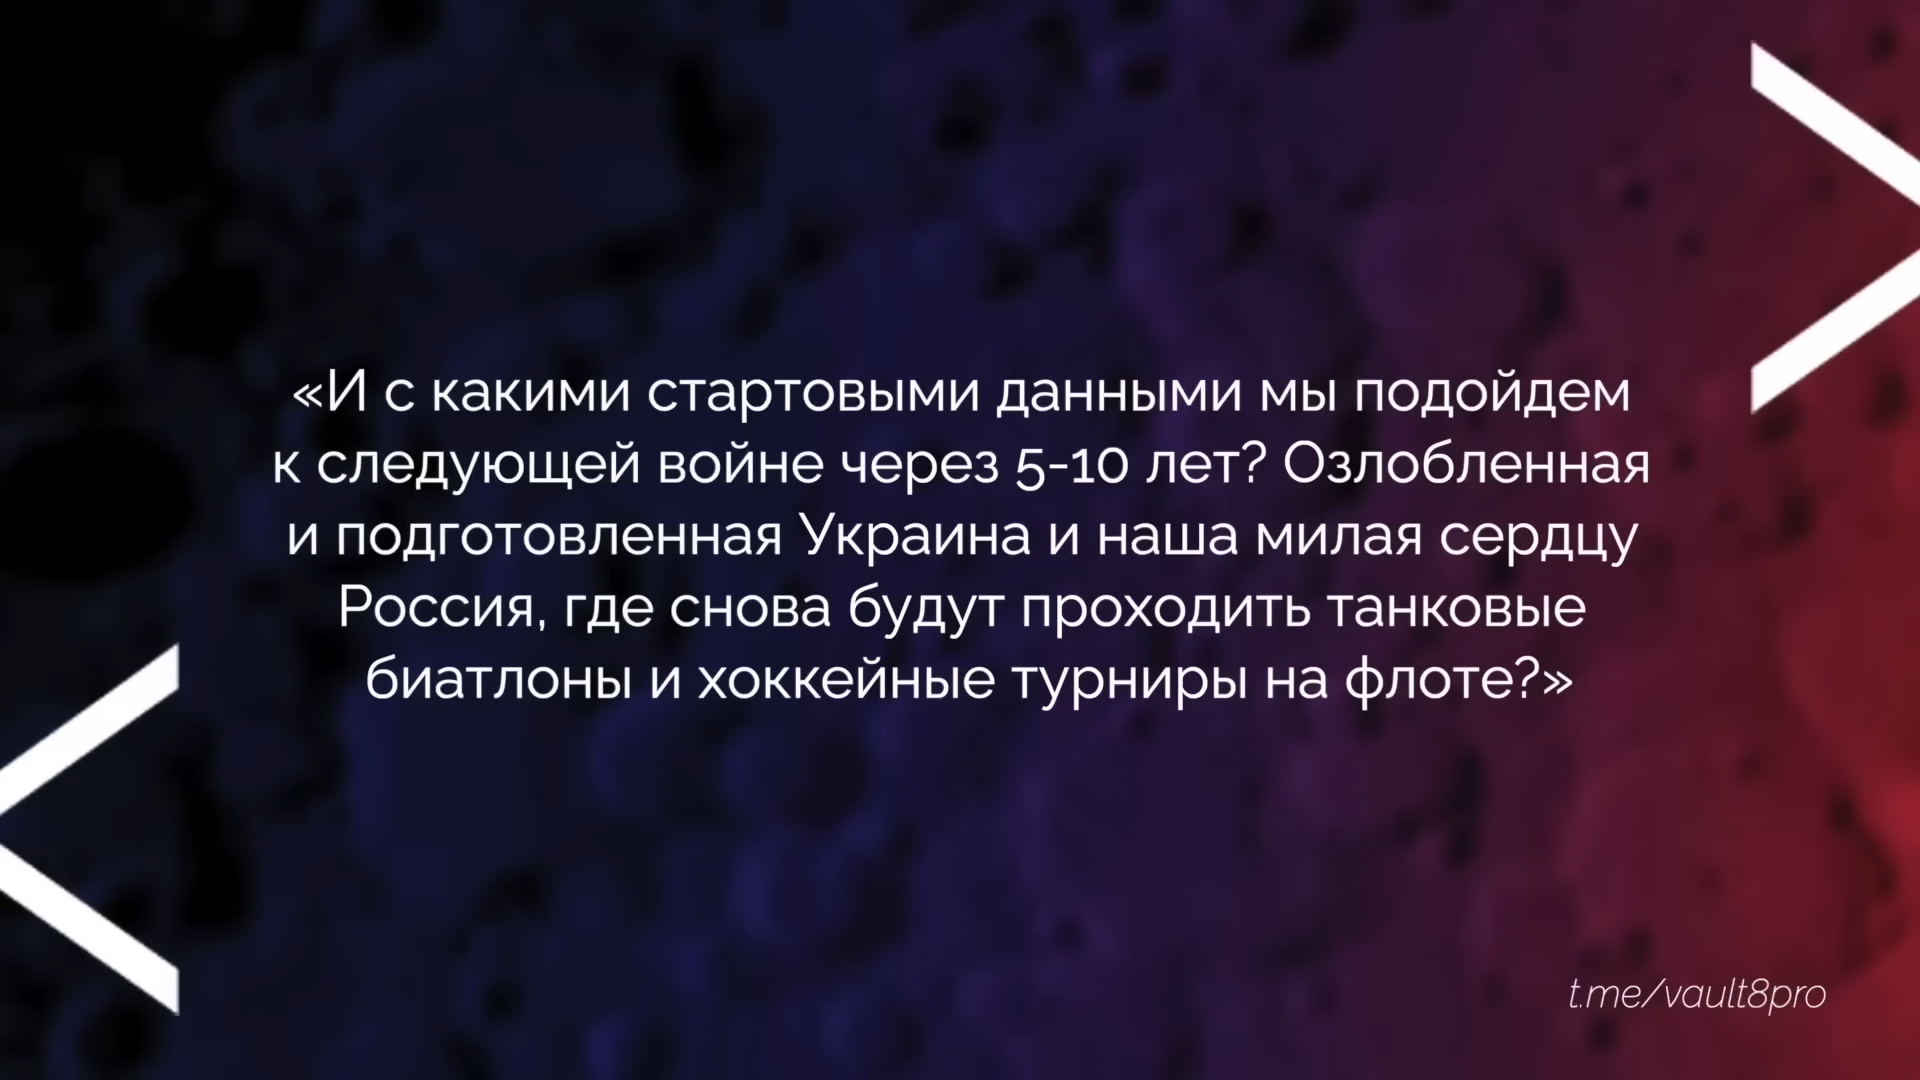 «И с какими стартовыми данными мы подойдем
к следующей войне через 5-10 лет? Озлобленная
и подготовленная Украина и наша милая сердцу
Россия, где снова будут проходить танковые
биатлоны и хоккейные турниры на флоте?»
t.me/vault8pro